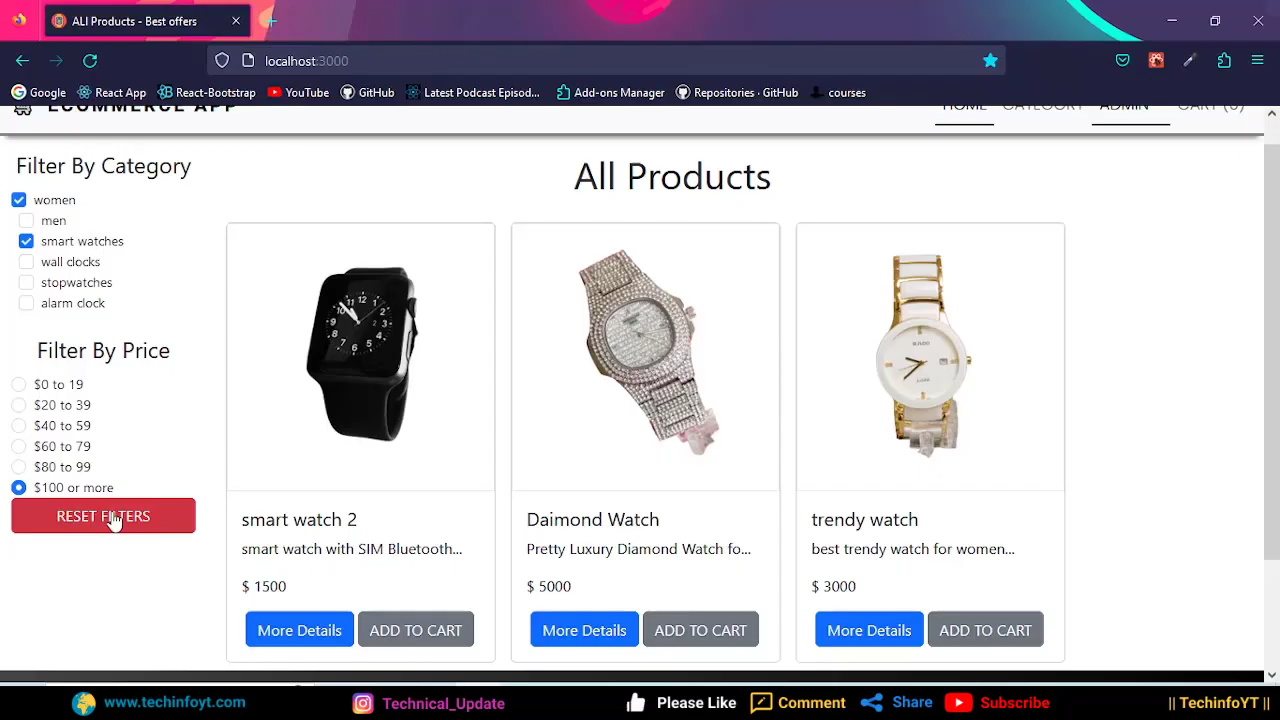 ALl Products - Best offers
localhost:3000
Google
React App
React-Bootstrap
YouTube
GitHub
Latest Podcast Episod...
Add-ons Manager
Repositories · GitHub
courses
ECOMMERCE APP
HOME CATEGORY ADMIN CART (0)
Filter By Category
women
men
smart watches
wall clocks
stopwatches
alarm clock
Filter By Price
$0 to 19
$20 to 39
$40 to 59
$60 to 79
$80 to 99
$100 or more
RESET FILTERS
All Products
smart watch 2
smart watch with SIM Bluetooth...
$ 1500
More Details ADD TO CART
Daimond Watch
Pretty Luxury Diamond Watch fo...
$ 5000
More Details ADD TO CART
trendy watch
best trendy watch for women...
$ 3000
More Details ADD TO CART
www.techinfoyt.com
Technical_Update
Please Like
Comment
Share
Subscribe
|| TechinfoYT ||